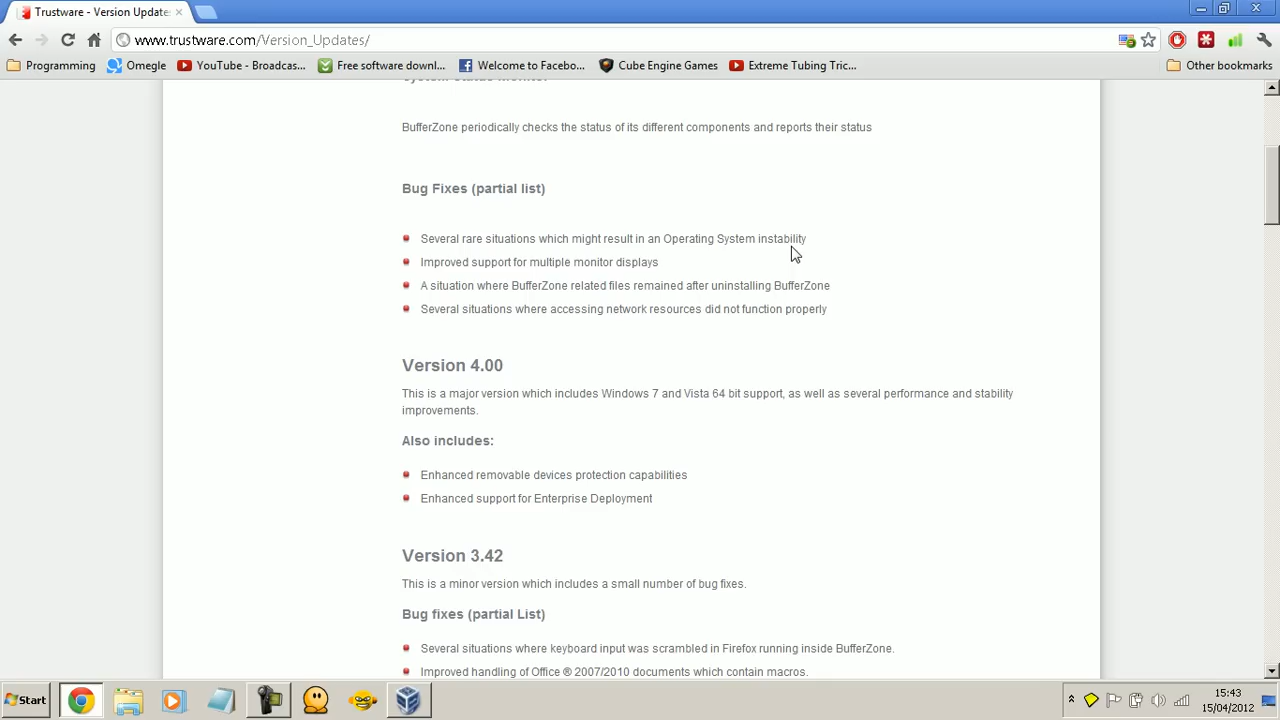 Trustware - Version Update
www.trustware.com/Version_Updates/
Programming
Omegle
YouTube - Broadcas...
Free software downl...
Welcome to Facebo...
Cube Engine Games
Extreme Tubing Tric...
Other bookmarks
System Status Monitor
BufferZone periodically checks the status of its different components and reports their status
Bug Fixes (partial list)
Several rare situations which might result in an Operating System instability
Improved support for multiple monitor displays
A situation where BufferZone related files remained after uninstalling BufferZone
Several situations where accessing network resources did not function properly
Version 4.00
This is a major version which includes Windows 7 and Vista 64 bit support, as well as several performance and stability
improvements.
Also includes:
Enhanced removable devices protection capabilities
Enhanced support for Enterprise Deployment
Version 3.42
This is a minor version which includes a small number of bug fixes.
Bug fixes (partial List)
Several situations where keyboard input was scrambled in Firefox running inside BufferZone.
Improved handling of Office ® 2007/2010 documents which contain macros.
Start
15:43
15/04/2012